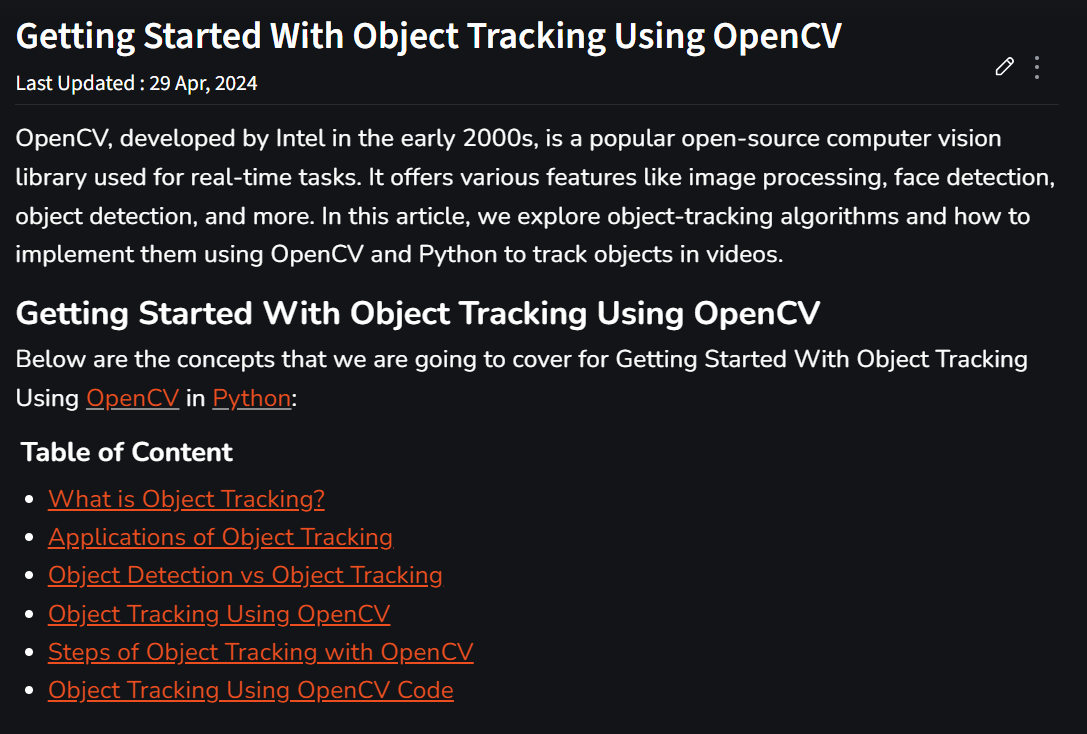 Getting Started With Object Tracking Using OpenCV
Last Updated : 29 Apr, 2024
OpenCV, developed by Intel in the early 2000s, is a popular open-source computer vision
library used for real-time tasks. It offers various features like image processing, face detection,
object detection, and more. In this article, we explore object-tracking algorithms and how to
implement them using OpenCV and Python to track objects in videos.
Getting Started With Object Tracking Using OpenCV
Below are the concepts that we are going to cover for Getting Started With Object Tracking
Using OpenCV in Python:
Table of Content
• What is Object Tracking?
• Applications of Object Tracking
• Object Detection vs Object Tracking
• Object Tracking Using OpenCV
• Steps of Object Tracking with OpenCV
• Object Tracking Using OpenCV Code